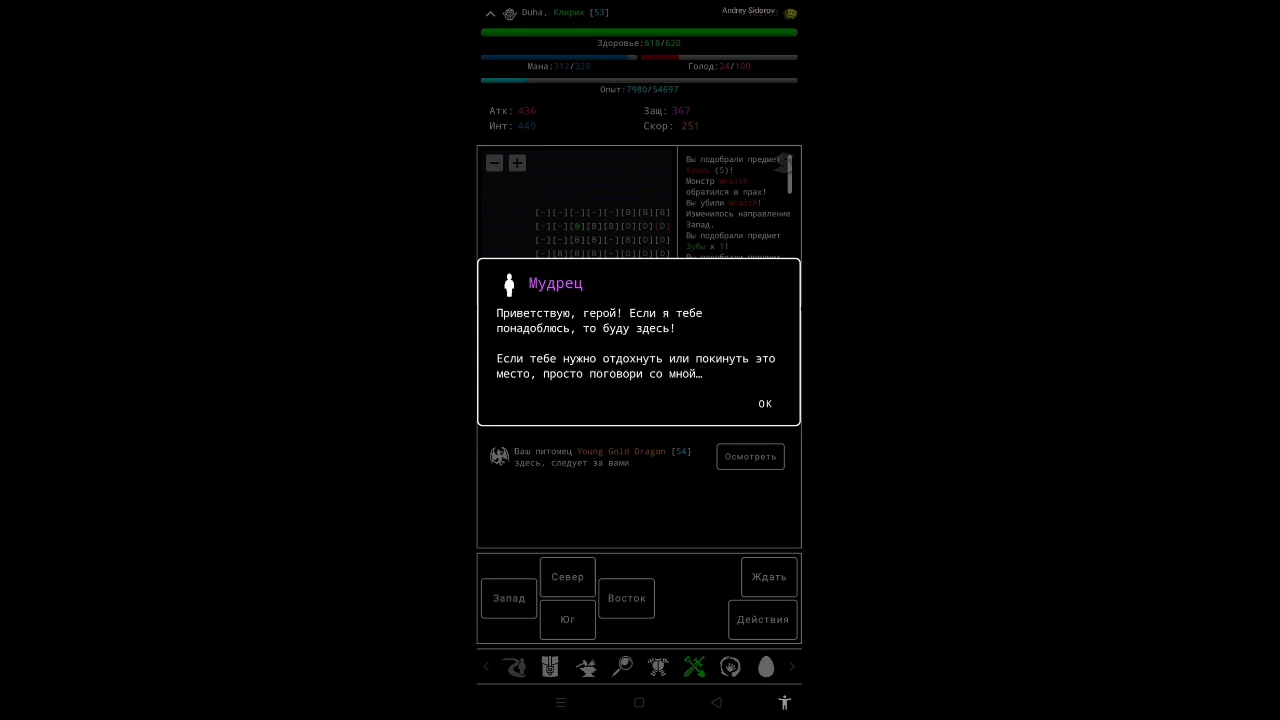 Duha, Клирик [53]
Andrey Sidorov
Здоровье:618/620
Мана:312/329
Голод:24/100
Опыт:7980/54697
Атк: 436
Защ: 367
Инт: 449
Скор: 251
Вы подобрали предмет
Кровь (5)!
Монстр Wraith
обратился в прах!
Вы убили Wraith!
Изменилось направление
Запад.
Вы подобрали предмет
Зубы x 1!
[-][-][-][-][-][B][B][B]
[-][-][@][B][B][D][D][D]
[-][-][B][B][-][B][D][D]
[-][B][B][B][-][D][D][D]
Мудрец
Приветствую, герой! Если я тебе
понадоблюсь, то буду здесь!
Если тебе нужно отдохнуть или покинуть это
место, просто поговори со мной…
OK
Ваш питомец Young Gold Dragon [54]
здесь, следует за вами
Осмотреть
Север
Ждать
Запад
Восток
Юг
Действия